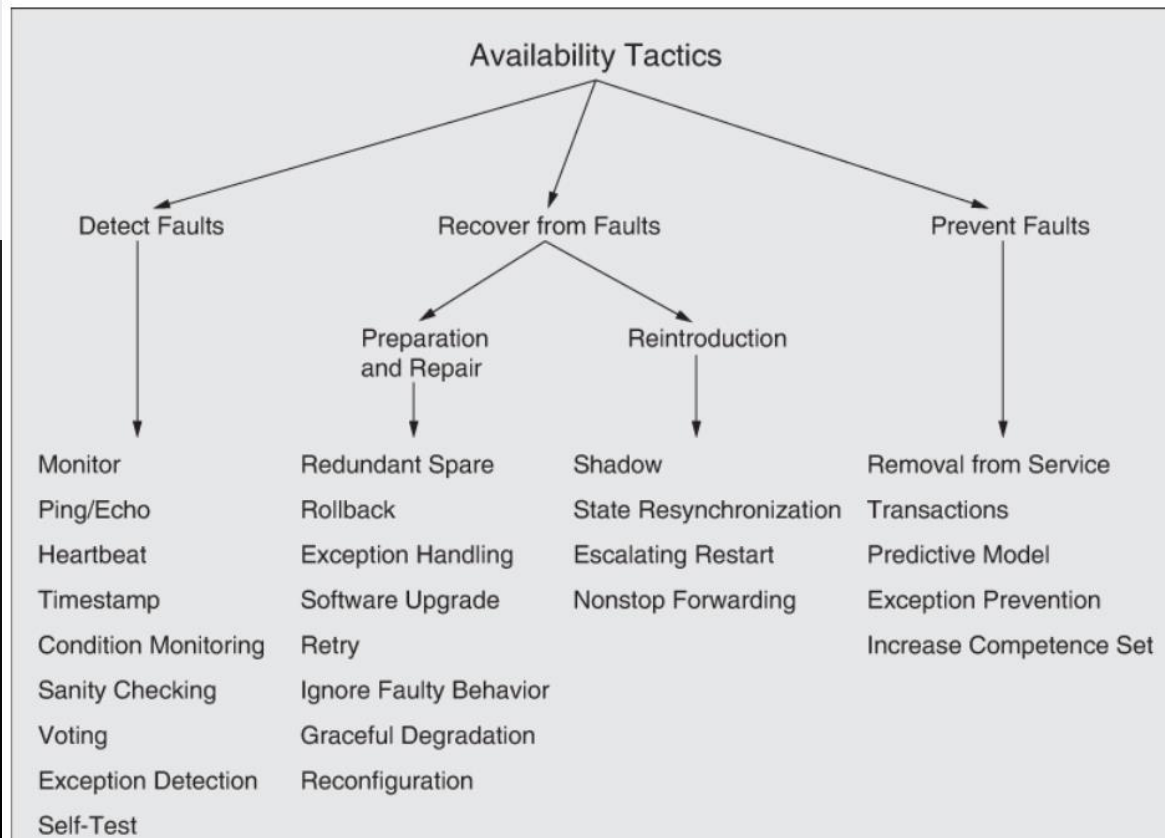 Availability Tactics
Detect Faults
Recover from Faults
Prevent Faults
Preparation
and Repair
Reintroduction
Monitor
Ping/Echo
Heartbeat
Timestamp
Condition Monitoring
Sanity Checking
Voting
Exception Detection
Self-Test
Redundant Spare
Rollback
Exception Handling
Software Upgrade
Retry
Ignore Faulty Behavior
Graceful Degradation
Reconfiguration
Shadow
State Resynchronization
Escalating Restart
Nonstop Forwarding
Removal from Service
Transactions
Predictive Model
Exception Prevention
Increase Competence Set